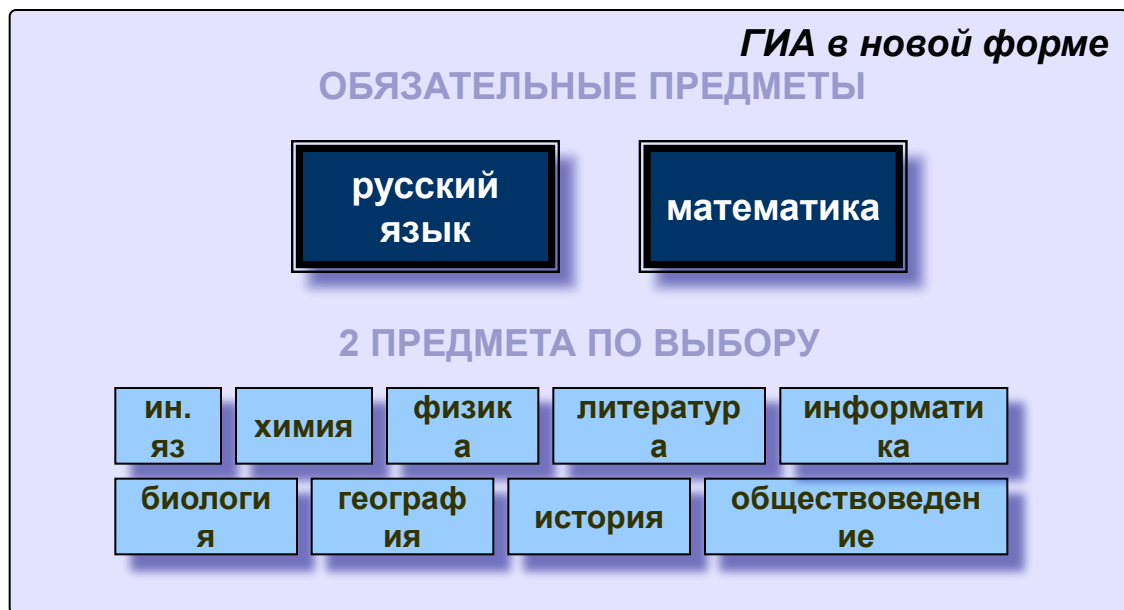 ГИА в новой форме
ОБЯЗАТЕЛЬНЫЕ ПРЕДМЕТЫ
русский
язык
математика
2 ПРЕДМЕТА ПО ВЫБОРУ
ин.
яз
химия
физик
а
литератур
а
информати
ка
биологи
я
географ
ия
история
обществоведен
ие